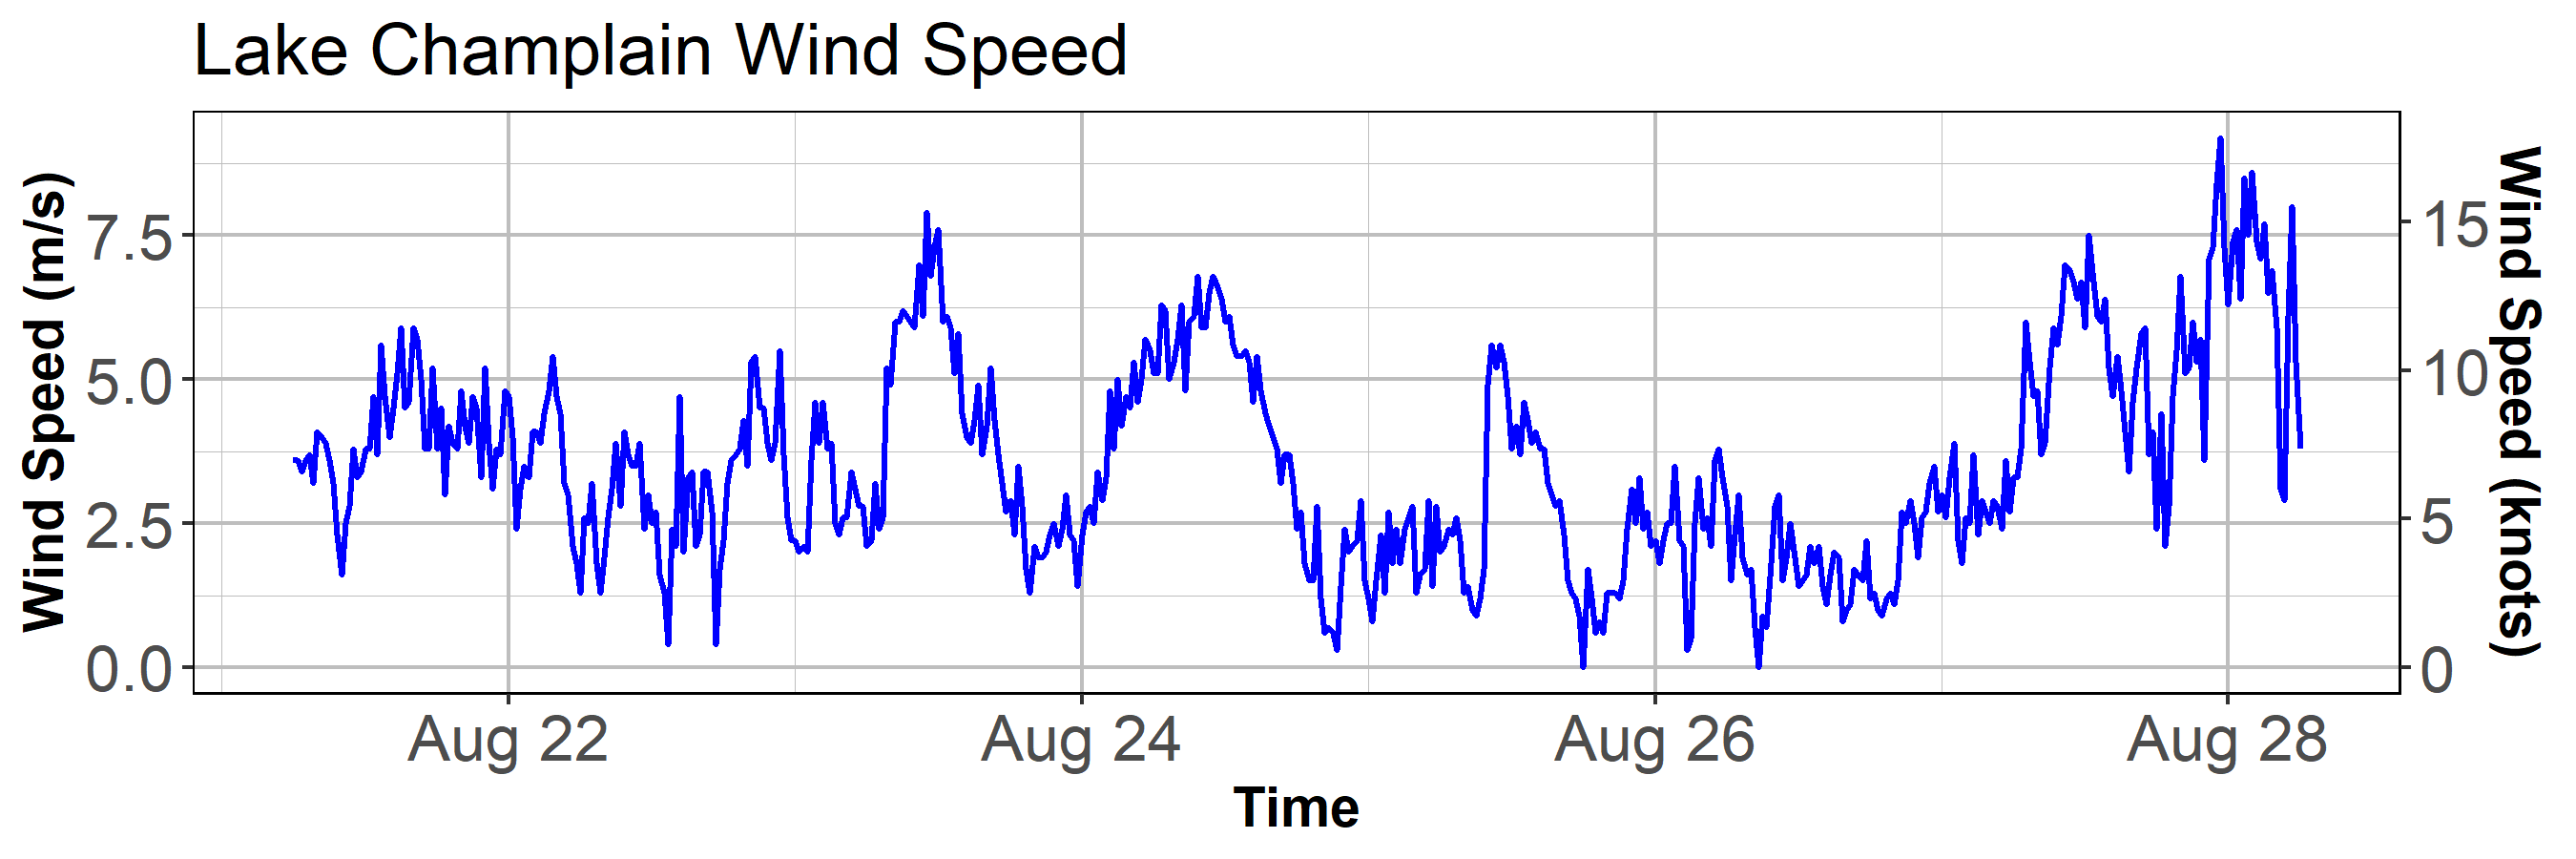 Lake Champlain Wind Speed
Wind Speed (m/s)
7.5
5.0
2.5
0.0
15
10
5
0
Wind Speed (knots)
Aug 22
Aug 24
Aug 26
Aug 28
Time